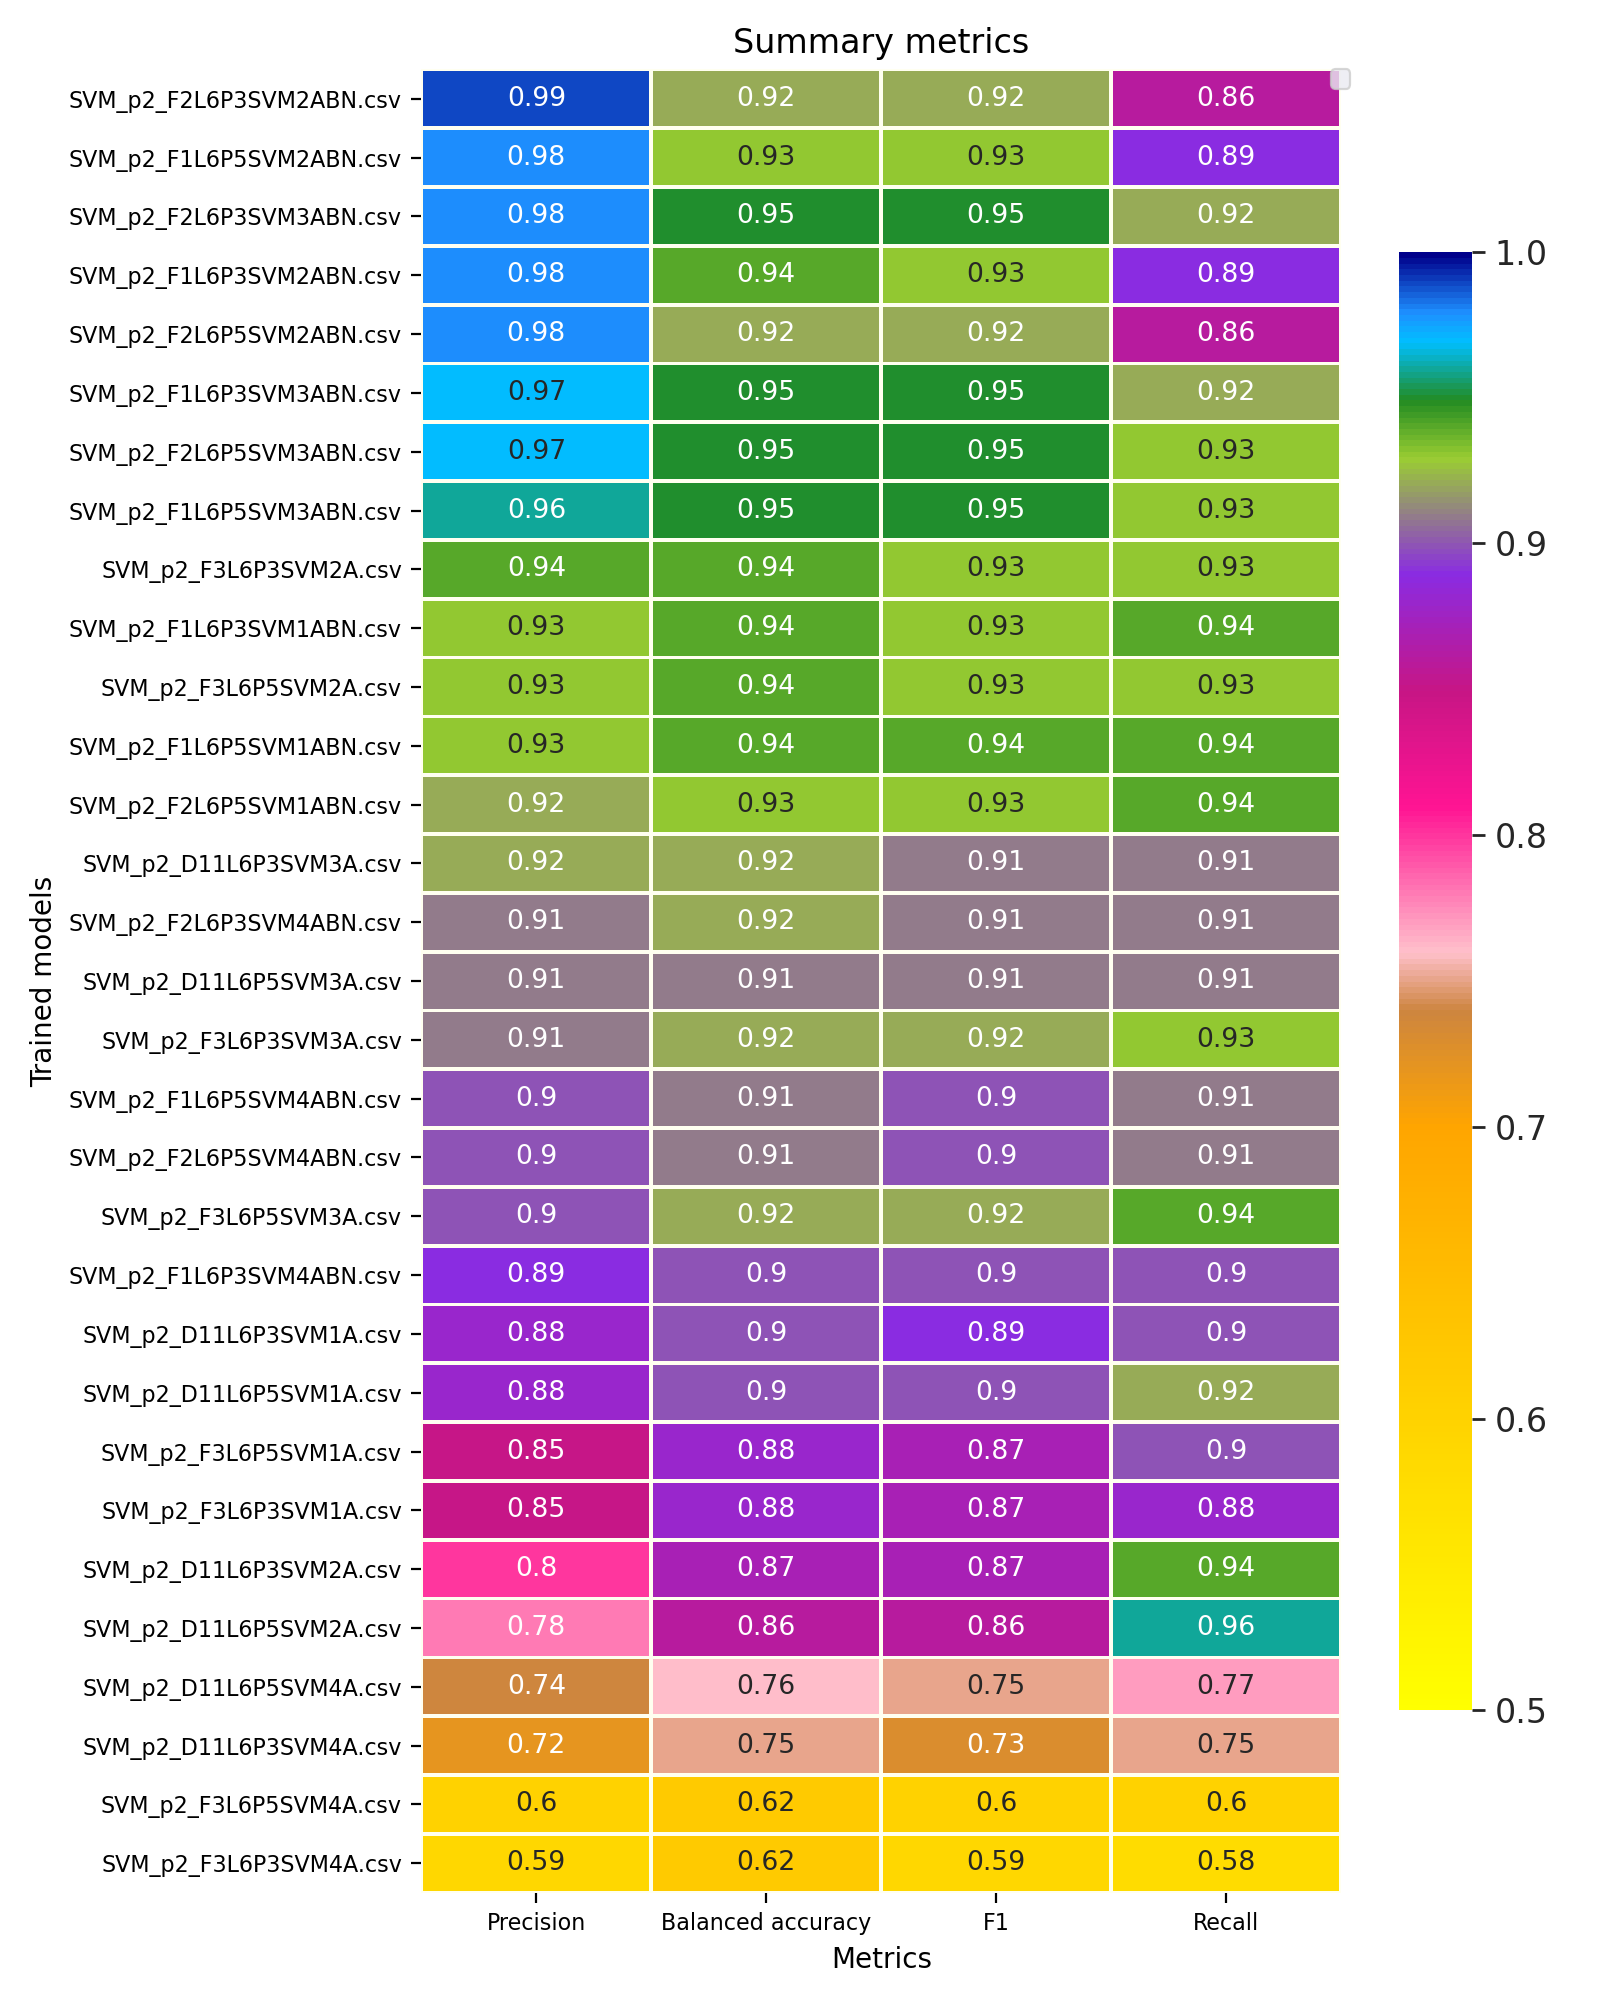 Summary metrics
SVM_p2_F2L6P3SVM2ABN.csv 0.99 0.92 0.92 0.86
SVM_p2_F1L6P5SVM2ABN.csv 0.98 0.93 0.93 0.89
SVM_p2_F2L6P3SVM3ABN.csv 0.98 0.95 0.95 0.92
SVM_p2_F1L6P3SVM2ABN.csv 0.98 0.94 0.93 0.89
SVM_p2_F2L6P5SVM2ABN.csv 0.98 0.92 0.92 0.86
SVM_p2_F1L6P3SVM3ABN.csv 0.97 0.95 0.95 0.92
SVM_p2_F2L6P5SVM3ABN.csv 0.97 0.95 0.95 0.93
SVM_p2_F1L6P5SVM3ABN.csv 0.96 0.95 0.95 0.93
SVM_p2_F3L6P3SVM2A.csv 0.94 0.94 0.93 0.93
SVM_p2_F1L6P3SVM1ABN.csv 0.93 0.94 0.93 0.94
SVM_p2_F3L6P5SVM2A.csv 0.93 0.94 0.93 0.93
SVM_p2_F1L6P5SVM1ABN.csv 0.93 0.94 0.94 0.94
SVM_p2_F2L6P5SVM1ABN.csv 0.92 0.93 0.93 0.94
SVM_p2_D11L6P3SVM3A.csv 0.92 0.92 0.91 0.91
SVM_p2_F2L6P3SVM4ABN.csv 0.91 0.92 0.91 0.91
SVM_p2_D11L6P5SVM3A.csv 0.91 0.91 0.91 0.91
SVM_p2_F3L6P3SVM3A.csv 0.91 0.92 0.92 0.93
SVM_p2_F1L6P5SVM4ABN.csv 0.9 0.91 0.9 0.91
SVM_p2_F2L6P5SVM4ABN.csv 0.9 0.91 0.9 0.91
SVM_p2_F3L6P5SVM3A.csv 0.9 0.92 0.92 0.94
SVM_p2_F1L6P3SVM4ABN.csv 0.89 0.9 0.9 0.9
SVM_p2_D11L6P3SVM1A.csv 0.88 0.9 0.89 0.9
SVM_p2_D11L6P5SVM1A.csv 0.88 0.9 0.9 0.92
SVM_p2_F3L6P5SVM1A.csv 0.85 0.88 0.87 0.9
SVM_p2_F3L6P3SVM1A.csv 0.85 0.88 0.87 0.88
SVM_p2_D11L6P3SVM2A.csv 0.8 0.87 0.87 0.94
SVM_p2_D11L6P5SVM2A.csv 0.78 0.86 0.86 0.96
SVM_p2_D11L6P5SVM4A.csv 0.74 0.76 0.75 0.77
SVM_p2_D11L6P3SVM4A.csv 0.72 0.75 0.73 0.75
SVM_p2_F3L6P5SVM4A.csv 0.6 0.62 0.6 0.6
SVM_p2_F3L6P3SVM4A.csv 0.59 0.62 0.59 0.58
Precision Balanced accuracy F1 Recall
Metrics
Trained models
1.0
0.9
0.8
0.7
0.6
0.5